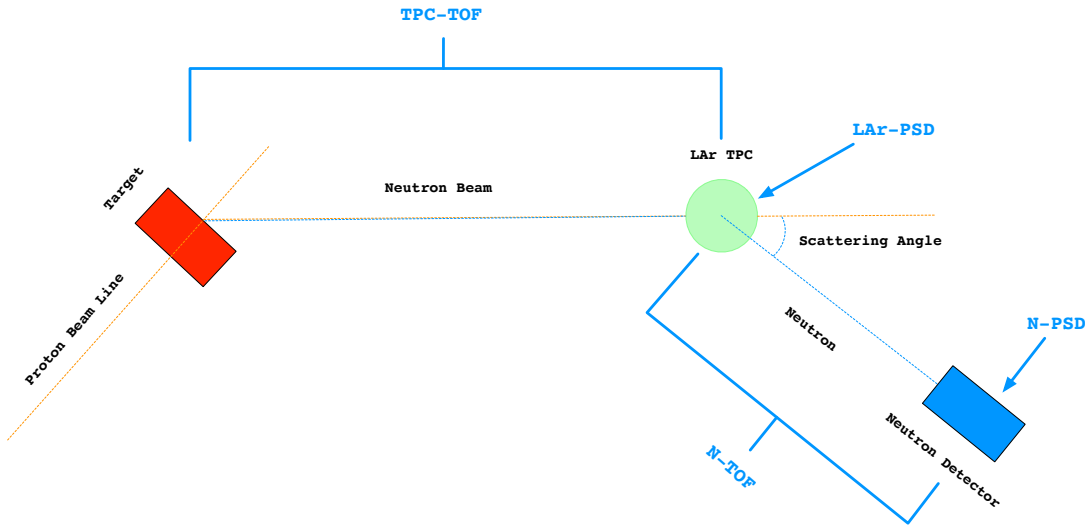 TPC-TOF
LAr-PSD
LAr TPC
Target
Neutron Beam
Scattering Angle
Proton Beam Line
Neutron
N-PSD
N-TOF
Neutron Detector